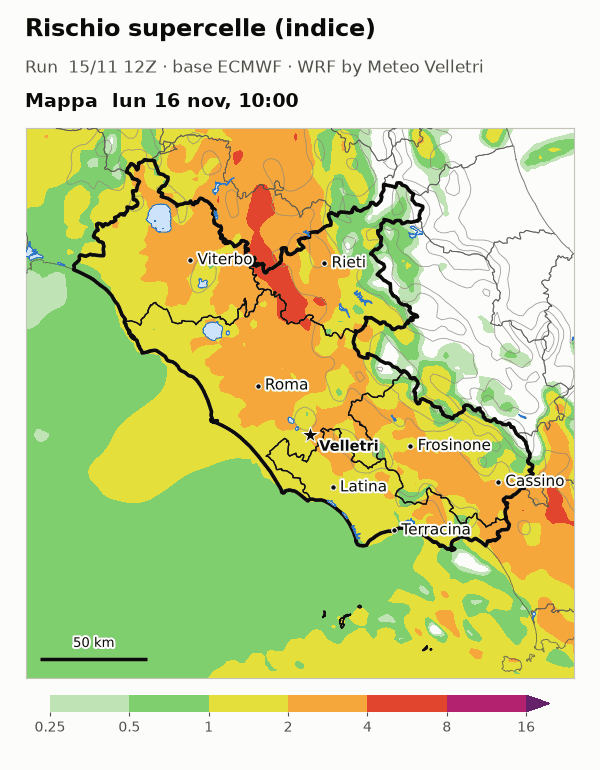 Rischio supercelle (indice)
Run  15/11 12Z · base ECMWF · WRF by Meteo Velletri
Mappa  lun 16 nov, 10:00
Viterbo
Rieti
Roma
Velletri
Frosinone
Cassino
Latina
Terracina
50 km
0.25 0.5 1 2 4 8 16